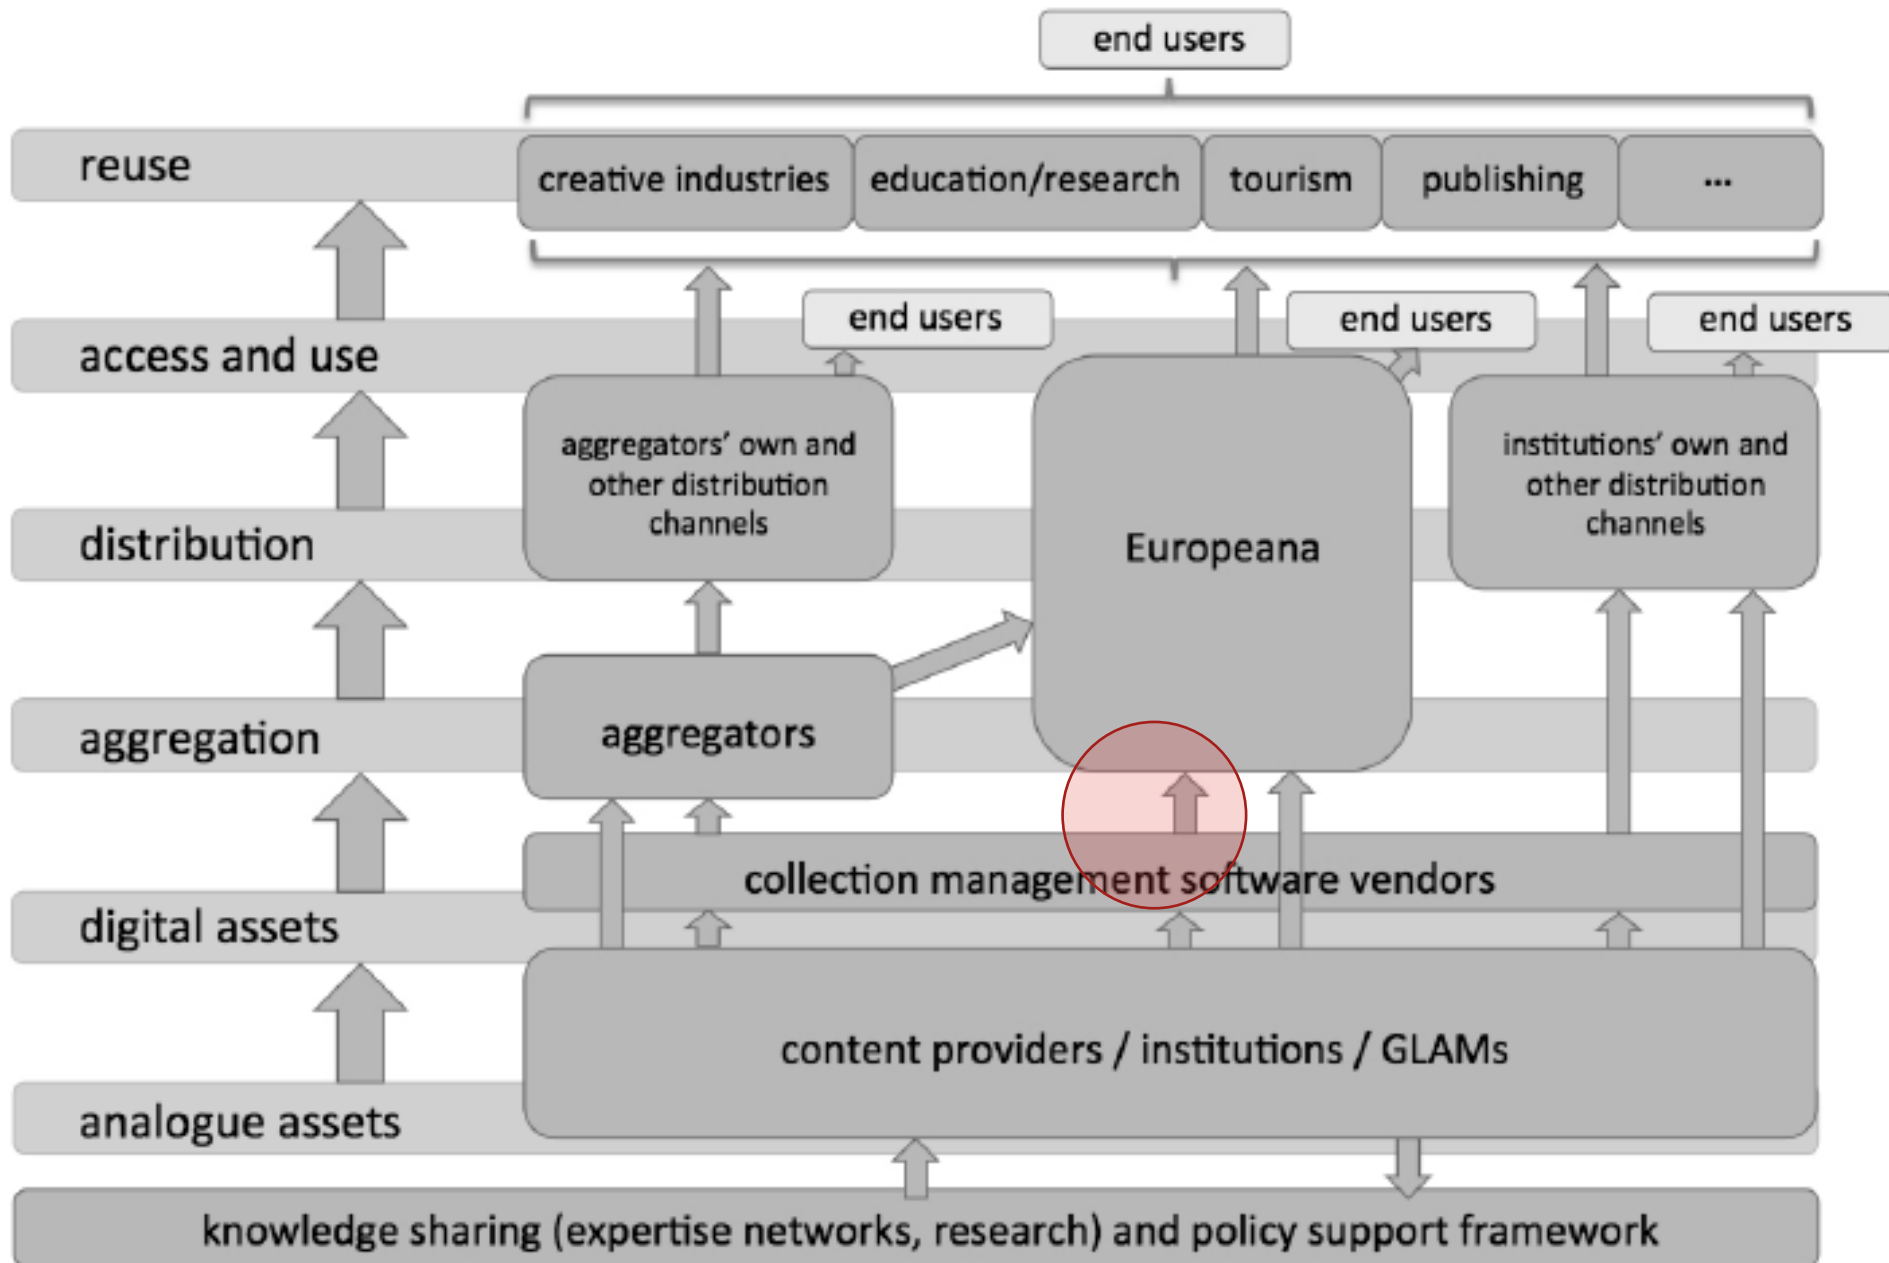 end users
reuse
creative industries
education/research
tourism
publishing
...
end users
end users
end users
access and use
aggregators’ own and
other distribution
channels
institutions’ own and
other distribution
channels
distribution
Europeana
aggregation
aggregators
collection management software vendors
digital assets
content providers / institutions / GLAMs
analogue assets
knowledge sharing (expertise networks, research) and policy support framework